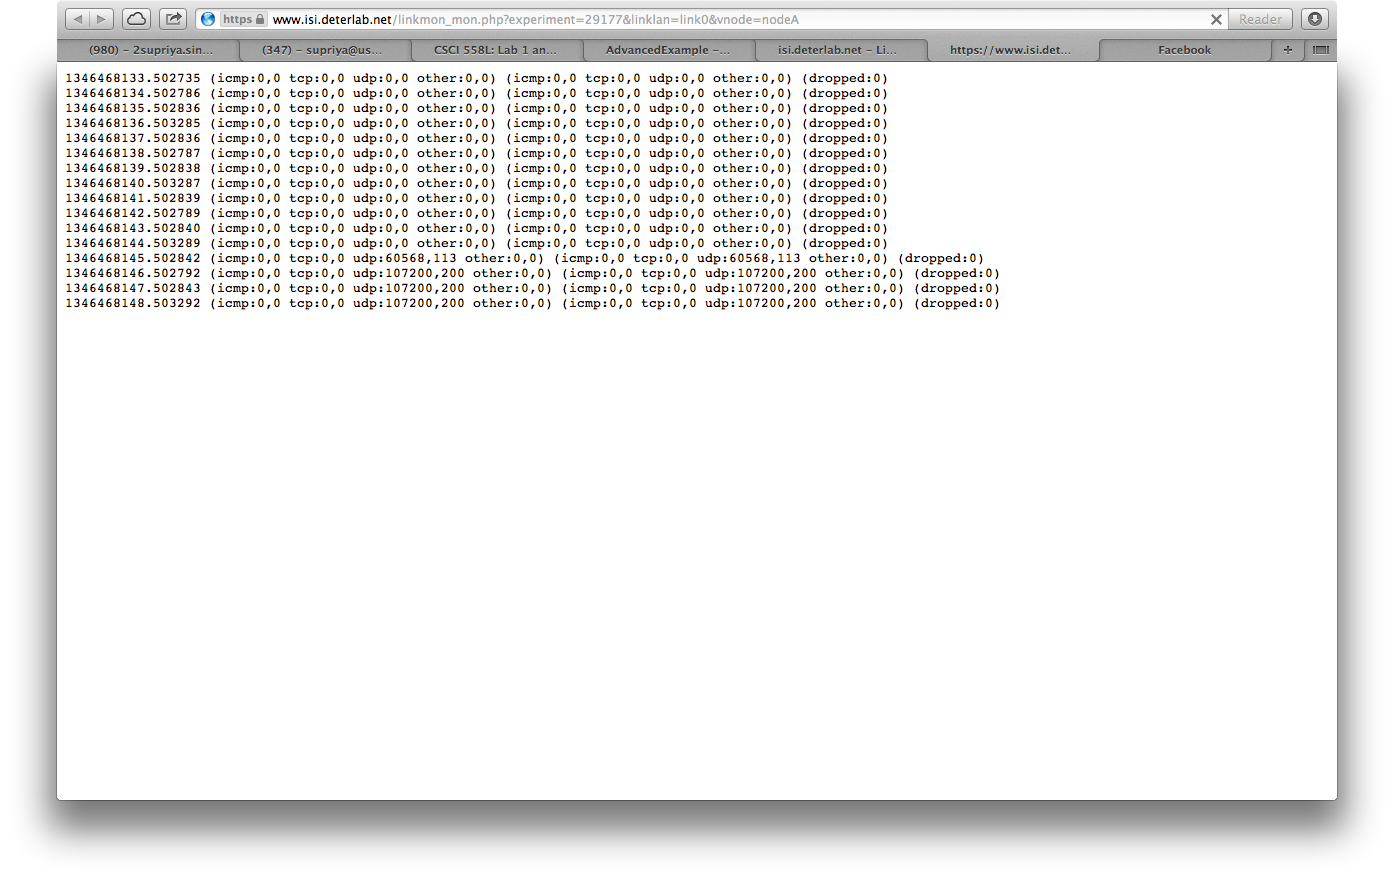 https www.isi.deterlab.net/linkmon_mon.php?experiment=29177&linklan=link0&vnode=nodeA Reader
(980) – 2supriya.sin... (347) – supriya@us... CSCI 558L: Lab 1 an... AdvancedExample –... isi.deterlab.net – Li... https://www.isi.det... Facebook +
1346468133.502735 (icmp:0,0 tcp:0,0 udp:0,0 other:0,0) (icmp:0,0 tcp:0,0 udp:0,0 other:0,0) (dropped:0)
1346468134.502786 (icmp:0,0 tcp:0,0 udp:0,0 other:0,0) (icmp:0,0 tcp:0,0 udp:0,0 other:0,0) (dropped:0)
1346468135.502836 (icmp:0,0 tcp:0,0 udp:0,0 other:0,0) (icmp:0,0 tcp:0,0 udp:0,0 other:0,0) (dropped:0)
1346468136.503285 (icmp:0,0 tcp:0,0 udp:0,0 other:0,0) (icmp:0,0 tcp:0,0 udp:0,0 other:0,0) (dropped:0)
1346468137.502836 (icmp:0,0 tcp:0,0 udp:0,0 other:0,0) (icmp:0,0 tcp:0,0 udp:0,0 other:0,0) (dropped:0)
1346468138.502787 (icmp:0,0 tcp:0,0 udp:0,0 other:0,0) (icmp:0,0 tcp:0,0 udp:0,0 other:0,0) (dropped:0)
1346468139.502838 (icmp:0,0 tcp:0,0 udp:0,0 other:0,0) (icmp:0,0 tcp:0,0 udp:0,0 other:0,0) (dropped:0)
1346468140.503287 (icmp:0,0 tcp:0,0 udp:0,0 other:0,0) (icmp:0,0 tcp:0,0 udp:0,0 other:0,0) (dropped:0)
1346468141.502839 (icmp:0,0 tcp:0,0 udp:0,0 other:0,0) (icmp:0,0 tcp:0,0 udp:0,0 other:0,0) (dropped:0)
1346468142.502789 (icmp:0,0 tcp:0,0 udp:0,0 other:0,0) (icmp:0,0 tcp:0,0 udp:0,0 other:0,0) (dropped:0)
1346468143.502840 (icmp:0,0 tcp:0,0 udp:0,0 other:0,0) (icmp:0,0 tcp:0,0 udp:0,0 other:0,0) (dropped:0)
1346468144.503289 (icmp:0,0 tcp:0,0 udp:0,0 other:0,0) (icmp:0,0 tcp:0,0 udp:0,0 other:0,0) (dropped:0)
1346468145.502842 (icmp:0,0 tcp:0,0 udp:60568,113 other:0,0) (icmp:0,0 tcp:0,0 udp:60568,113 other:0,0) (dropped:0)
1346468146.502792 (icmp:0,0 tcp:0,0 udp:107200,200 other:0,0) (icmp:0,0 tcp:0,0 udp:107200,200 other:0,0) (dropped:0)
1346468147.502843 (icmp:0,0 tcp:0,0 udp:107200,200 other:0,0) (icmp:0,0 tcp:0,0 udp:107200,200 other:0,0) (dropped:0)
1346468148.503292 (icmp:0,0 tcp:0,0 udp:107200,200 other:0,0) (icmp:0,0 tcp:0,0 udp:107200,200 other:0,0) (dropped:0)